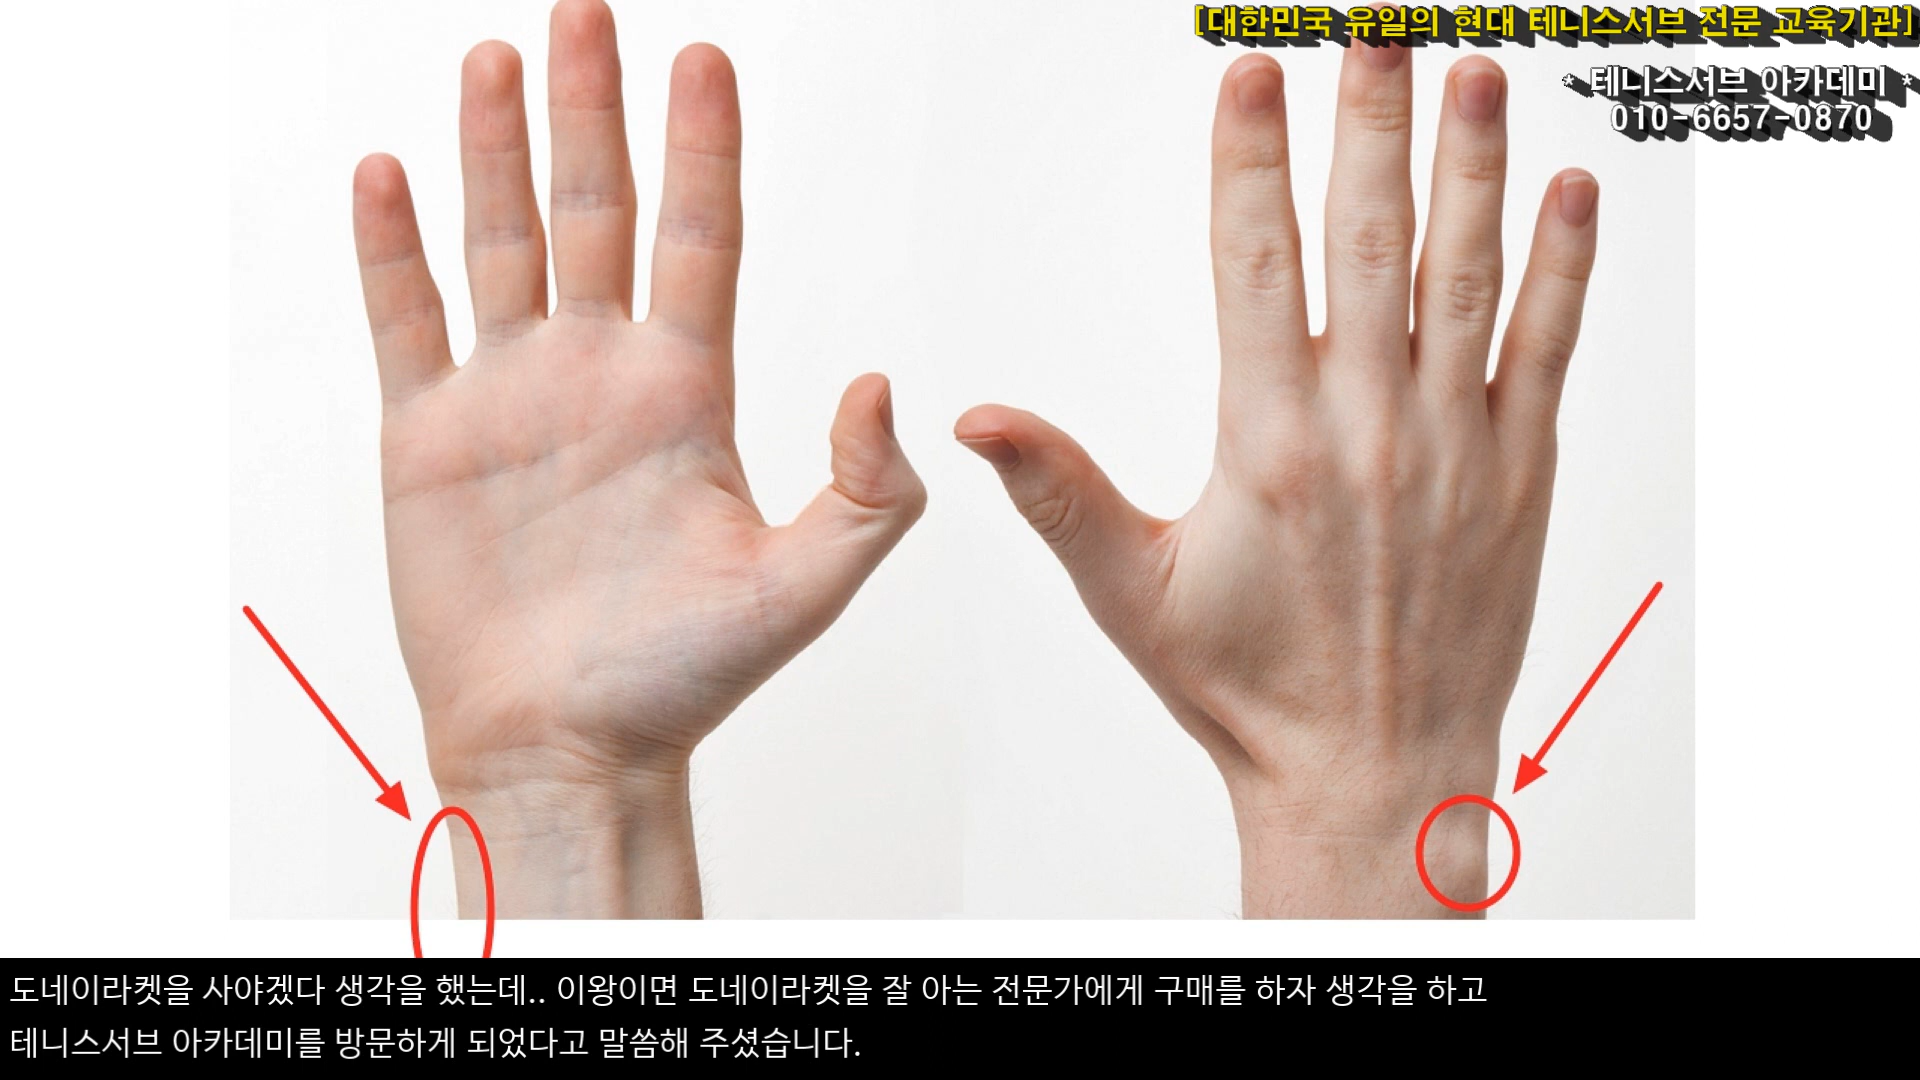 [대한민국 유일의 현대 테니스서브 전문 교육기관]
* 테니스서브 아카데미 *
010-6657-0870
도네이라켓을 사야겠다 생각을 했는데.. 이왕이면 도네이라켓을 잘 아는 전문가에게 구매를 하자 생각을 하고
테니스서브 아카데미를 방문하게 되었다고 말씀해 주셨습니다.